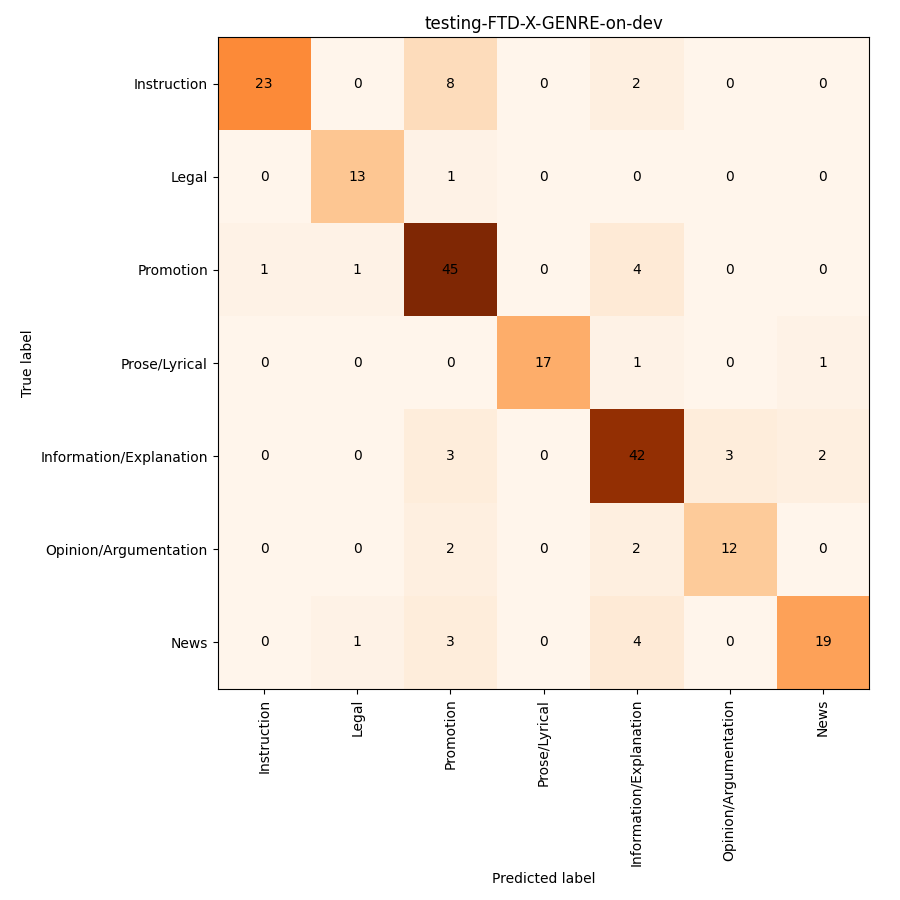 testing-FTD-X-GENRE-on-dev
True label
Instruction 23 0 8 0 2 0 0
Legal 0 13 1 0 0 0 0
Promotion 1 1 45 0 4 0 0
Prose/Lyrical 0 0 0 17 1 0 1
Information/Explanation 0 0 3 0 42 3 2
Opinion/Argumentation 0 0 2 0 2 12 0
News 0 1 3 0 4 0 19
Instruction
Legal
Promotion
Prose/Lyrical
Information/Explanation
Opinion/Argumentation
News
Predicted label